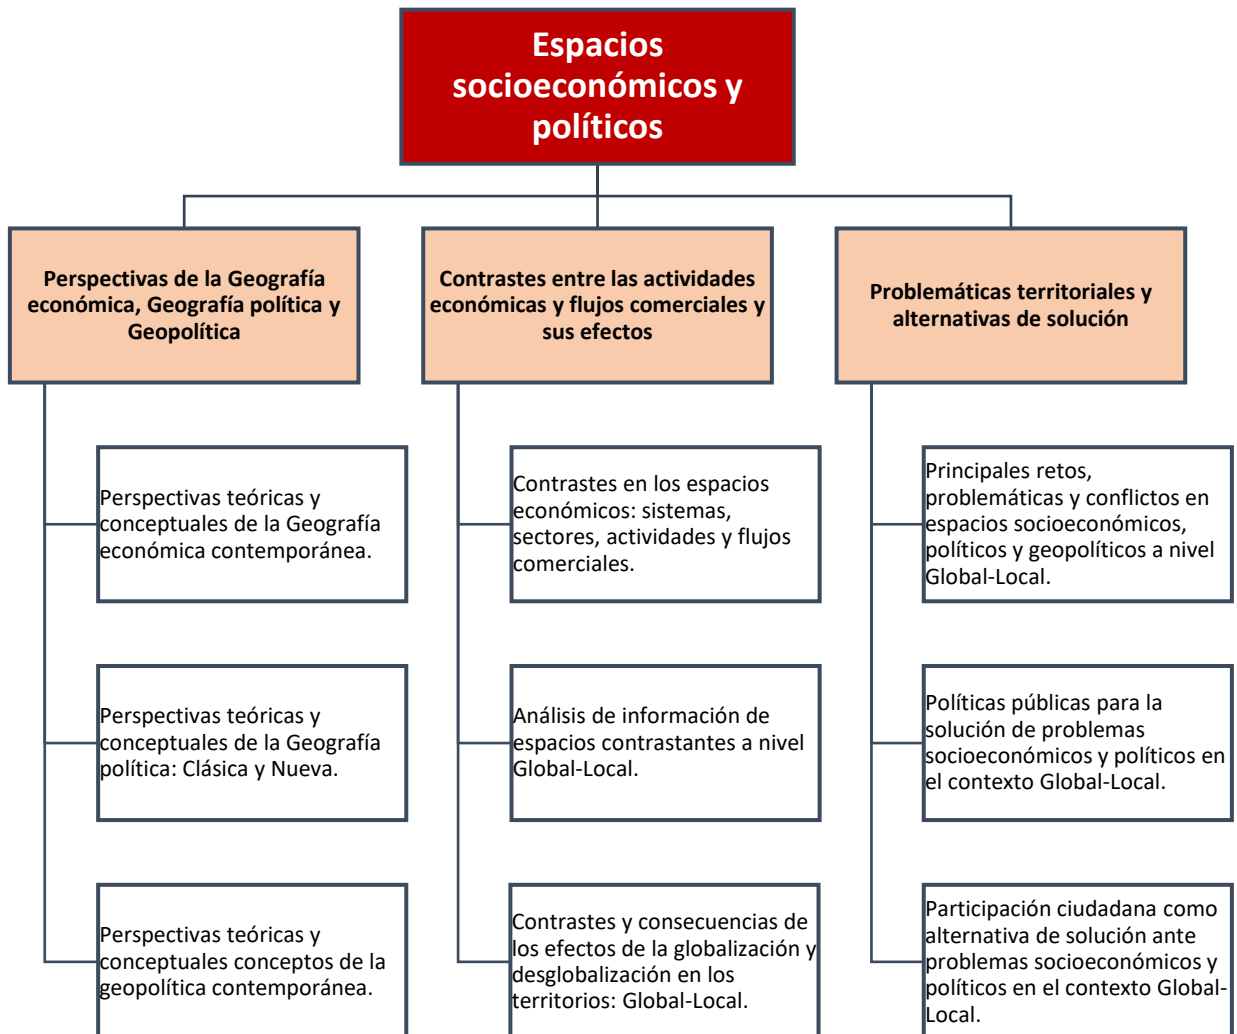 Espacios
socioeconómicos y
políticos
Perspectivas de la Geografía
económica, Geografía política y
Geopolítica
Perspectivas teóricas y
conceptuales de la Geografía
económica contemporánea.
Perspectivas teóricas y
conceptuales de la Geografía
política: Clásica y Nueva.
Perspectivas teóricas y
conceptuales conceptos de la
geopolítica contemporánea.
Contrastes entre las actividades
económicas y flujos comerciales y
sus efectos
Contrastes en los espacios
económicos: sistemas,
sectores, actividades y flujos
comerciales.
Análisis de información de
espacios contrastantes a nivel
Global-Local.
Contrastes y consecuencias de
los efectos de la globalización y
desglobalización en los
territorios: Global-Local.
Problemáticas territoriales y
alternativas de solución
Principales retos,
problemáticas y conflictos en
espacios socioeconómicos,
políticos y geopolíticos a nivel
Global-Local.
Políticas públicas para la
solución de problemas
socioeconómicos y políticos en
el contexto Global-Local.
Participación ciudadana como
alternativa de solución ante
problemas socioeconómicos y
políticos en el contexto Global-
Local.